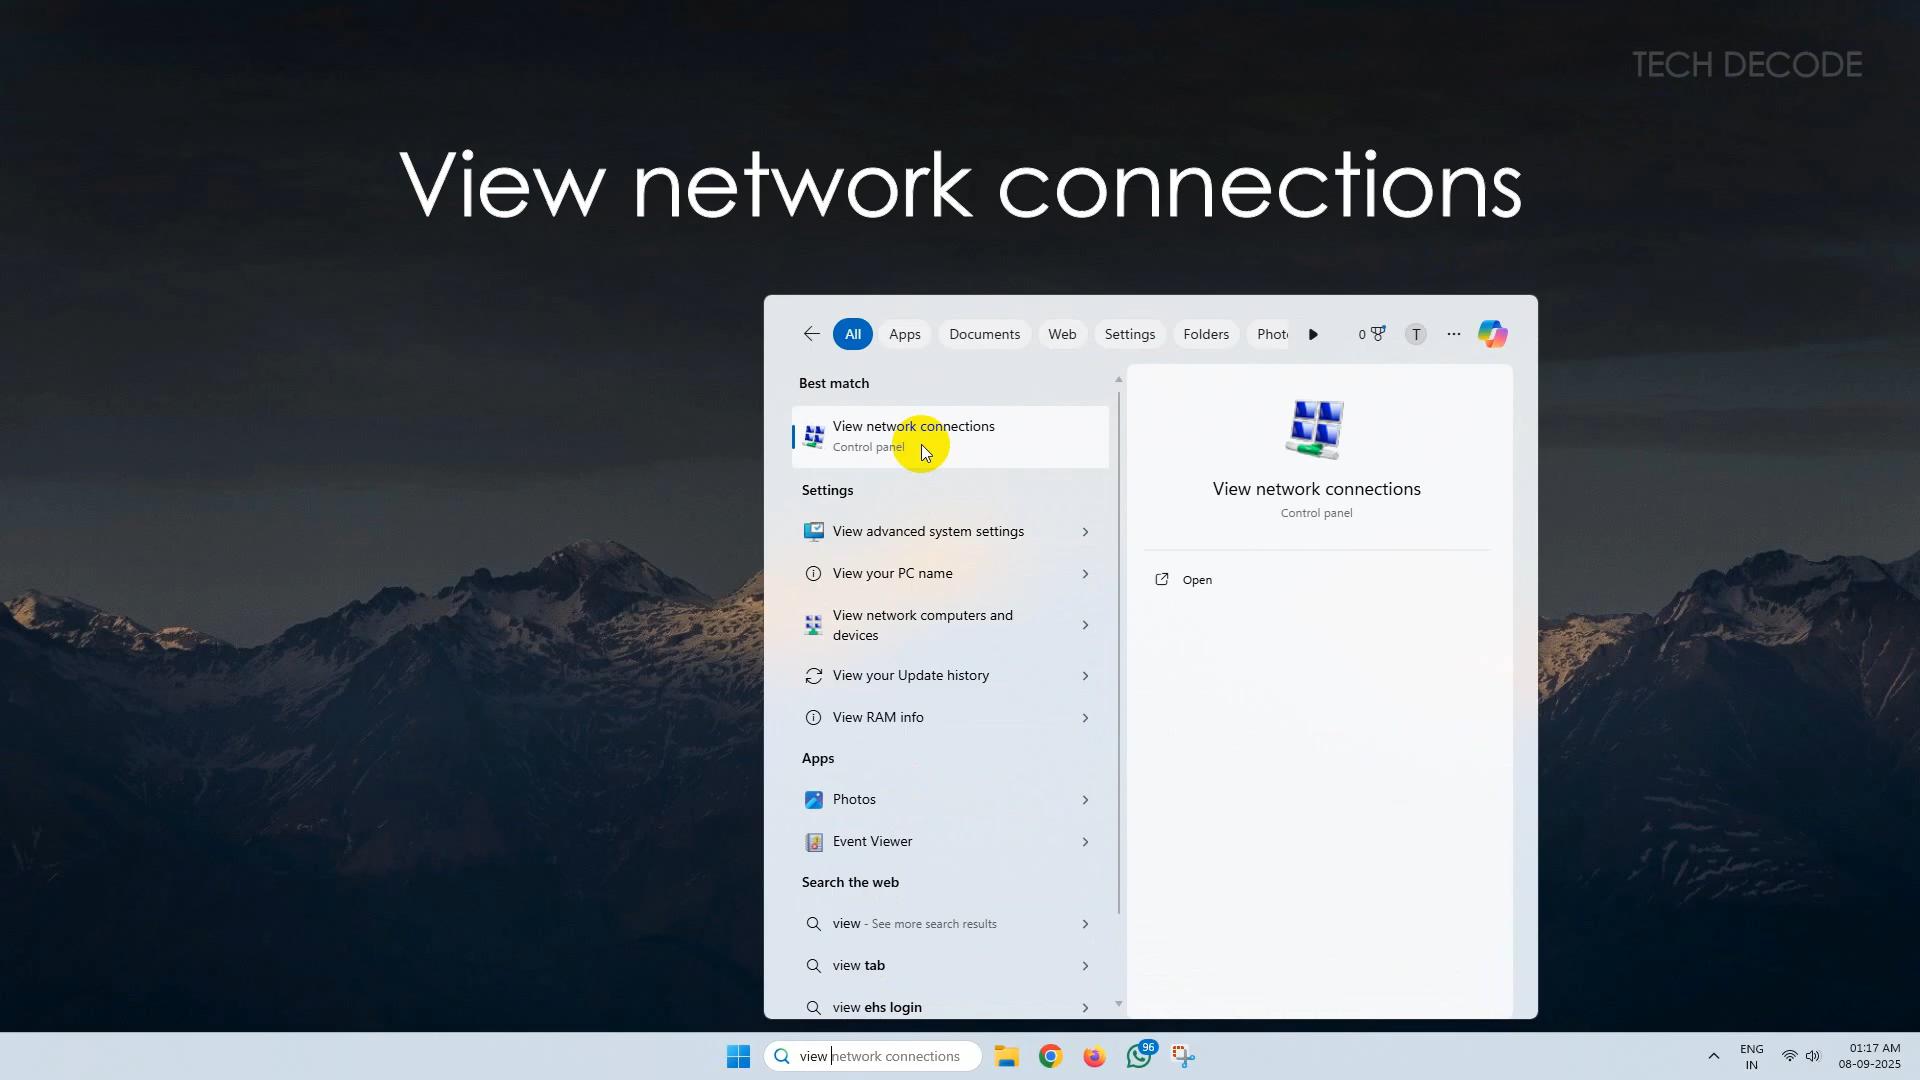 TECH DECODE
View network connections
All
Apps
Documents
Web
Settings
Folders
Phot
0
T
Best match
View network connections
Control panel
Settings
View advanced system settings
View your PC name
View network computers and
devices
View your Update history
View RAM info
Apps
Photos
Event Viewer
Search the web
view - See more search results
view tab
view ehs login
View network connections
Control panel
Open
view network connections
96
ENG
IN
01:17 AM
08-09-2025